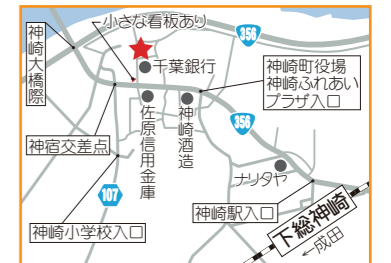 小さな看板あり
356
神崎大橋際
千葉銀行
神崎町役場
神崎ふれあい
プラザ入口
佐原信用金庫
神崎酒造
356
神宿交差点
ナリタヤ
107
神崎小学校入口
神崎駅入口
下総神崎
←成田